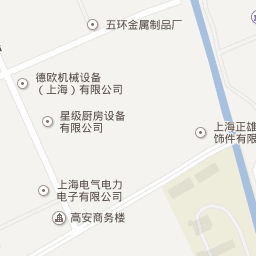 五环金属制品厂
德欧机械设备
（上海）有限公司
星级厨房设备
有限公司
上海正雄
饰件有限
上海电气电力
电子有限公司
高安商务楼